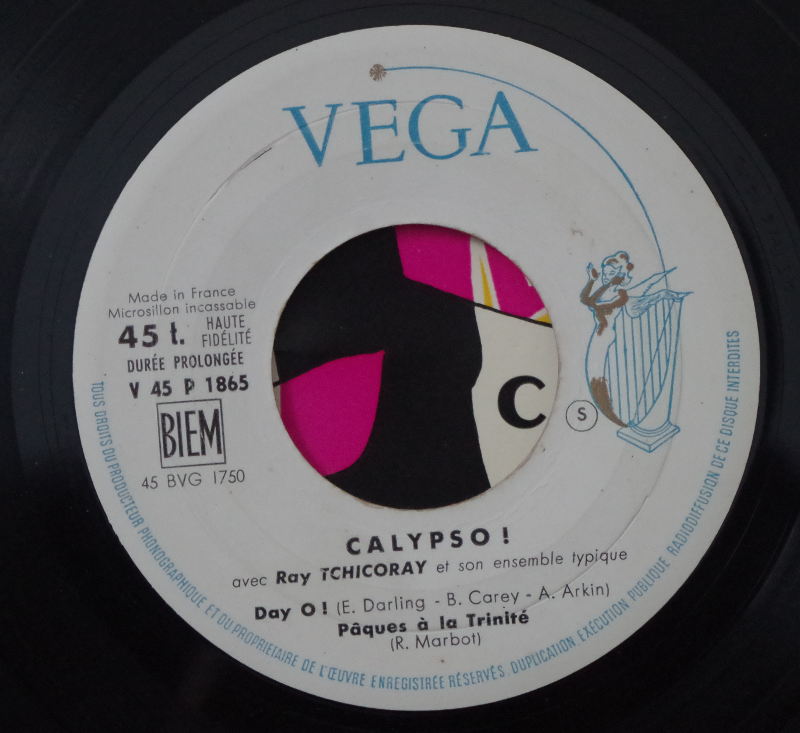 VEGA
Made in France
Microsillon incassable
45 t. HAUTE FIDÉLITÉ
DURÉE PROLONGÉE
V 45 P 1865
BIEM
45 BVG 1750
C
S
CALYPSO !
avec Ray TCHICORAY et son ensemble typique
Day O ! (E. Darling - B. Carey - A. Arkin)
Pâques à la Trinité
(R. Marbot)
TOUS DROITS DU PRODUCTEUR PHONOGRAPHIQUE ET DU PROPRIETAIRE DE L'ŒUVRE ENREGISTRÉE RÉSERVÉS. DUPLICATION, EXÉCUTION PUBLIQUE, RADIODIFFUSION DE CE DISQUE INTERDITES